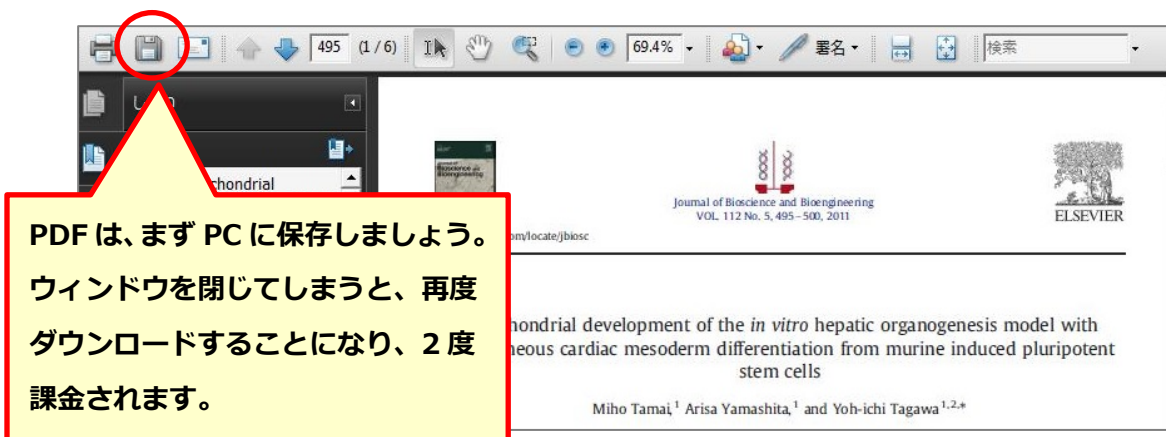 495 (1 / 6) 69.4% 署名 検索
chondrial
Journal of Bioscience and Bioengineering
VOL. 112 No. 5, 495–500, 2011
ELSEVIER
om/locate/jbiosc
PDF は、まず PC に保存しましょう。
ウィンドウを閉じてしまうと、再度
ダウンロードすることになり、2 度
課金されます。
hondrial development of the in vitro hepatic organogenesis model with
eous cardiac mesoderm differentiation from murine induced pluripotent
stem cells
Miho Tamai,1 Arisa Yamashita,1 and Yoh-ichi Tagawa1,2,*